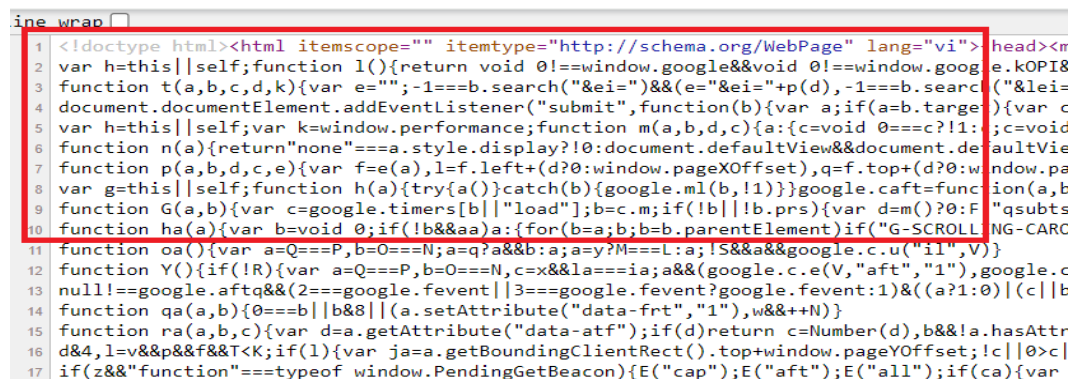 line wrap
1 <!doctype html><html itemscope="" itemtype="http://schema.org/WebPage" lang="vi"><head><m
2 var h=this||self;function l(){return void 0!==window.google&&void 0!==window.google.kOPI&
3 function t(a,b,c,d,k){var e="";-1===b.search("&ei=")&&(e="&ei="+p(d),-1===b.search("&lei=
4 document.documentElement.addEventListener("submit",function(b){var a;if(a=b.target){var c
5 var h=this||self;var k=window.performance;function m(a,b,d,c){a:{c=void 0===c?!1:c;c=void
6 function n(a){return"none"===a.style.display?!0:document.defaultView&&document.defaultVie
7 function p(a,b,d,c,e){var f=e(a),l=f.left+(d?0:window.pageXOffset),q=f.top+(d?0:window.pa
8 var g=this||self;function h(a){try{a()}catch(b){google.ml(b,!1)}}google.caft=function(a,b
9 function G(a,b){var c=google.timers[b||"load"];b=c.m;if(!b||!b.prs){var d=m()?0:F("qsubts
10 function ha(a){var b=void 0;if(!b&&aa)a:{for(b=a;b;b=b.parentElement)if("G-SCROLLING-CARO
11 function oa(){var a=Q===P,b=O===N;a=q?a&&b:a;a=y?M===L:a;!S&&a&&google.c.u("il",V)}
12 function Y(){if(!R){var a=Q===P,b=O===N,c=x&&la===ia;a&&(google.c.e(V,"aft","1"),google.c
13 null!==google.aftq&&(2===google.fevent||3===google.fevent?google.fevent:1)&((a?1:0)|(c||b
14 function qa(a,b){0===b||b&8||(a.setAttribute("data-frt","1"),w&&++N)}
15 function ra(a,b,c){var d=a.getAttribute("data-atf");if(d)return c=Number(d),b&&!a.hasAttr
16 d&4,l=v&&p&&f&&T<K;if(l){var ja=a.getBoundingClientRect().top+window.pageYOffset;!c||0>c|
17 if(z&&"function"===typeof window.PendingGetBeacon){E("cap");E("aft");E("all");if(ca){var